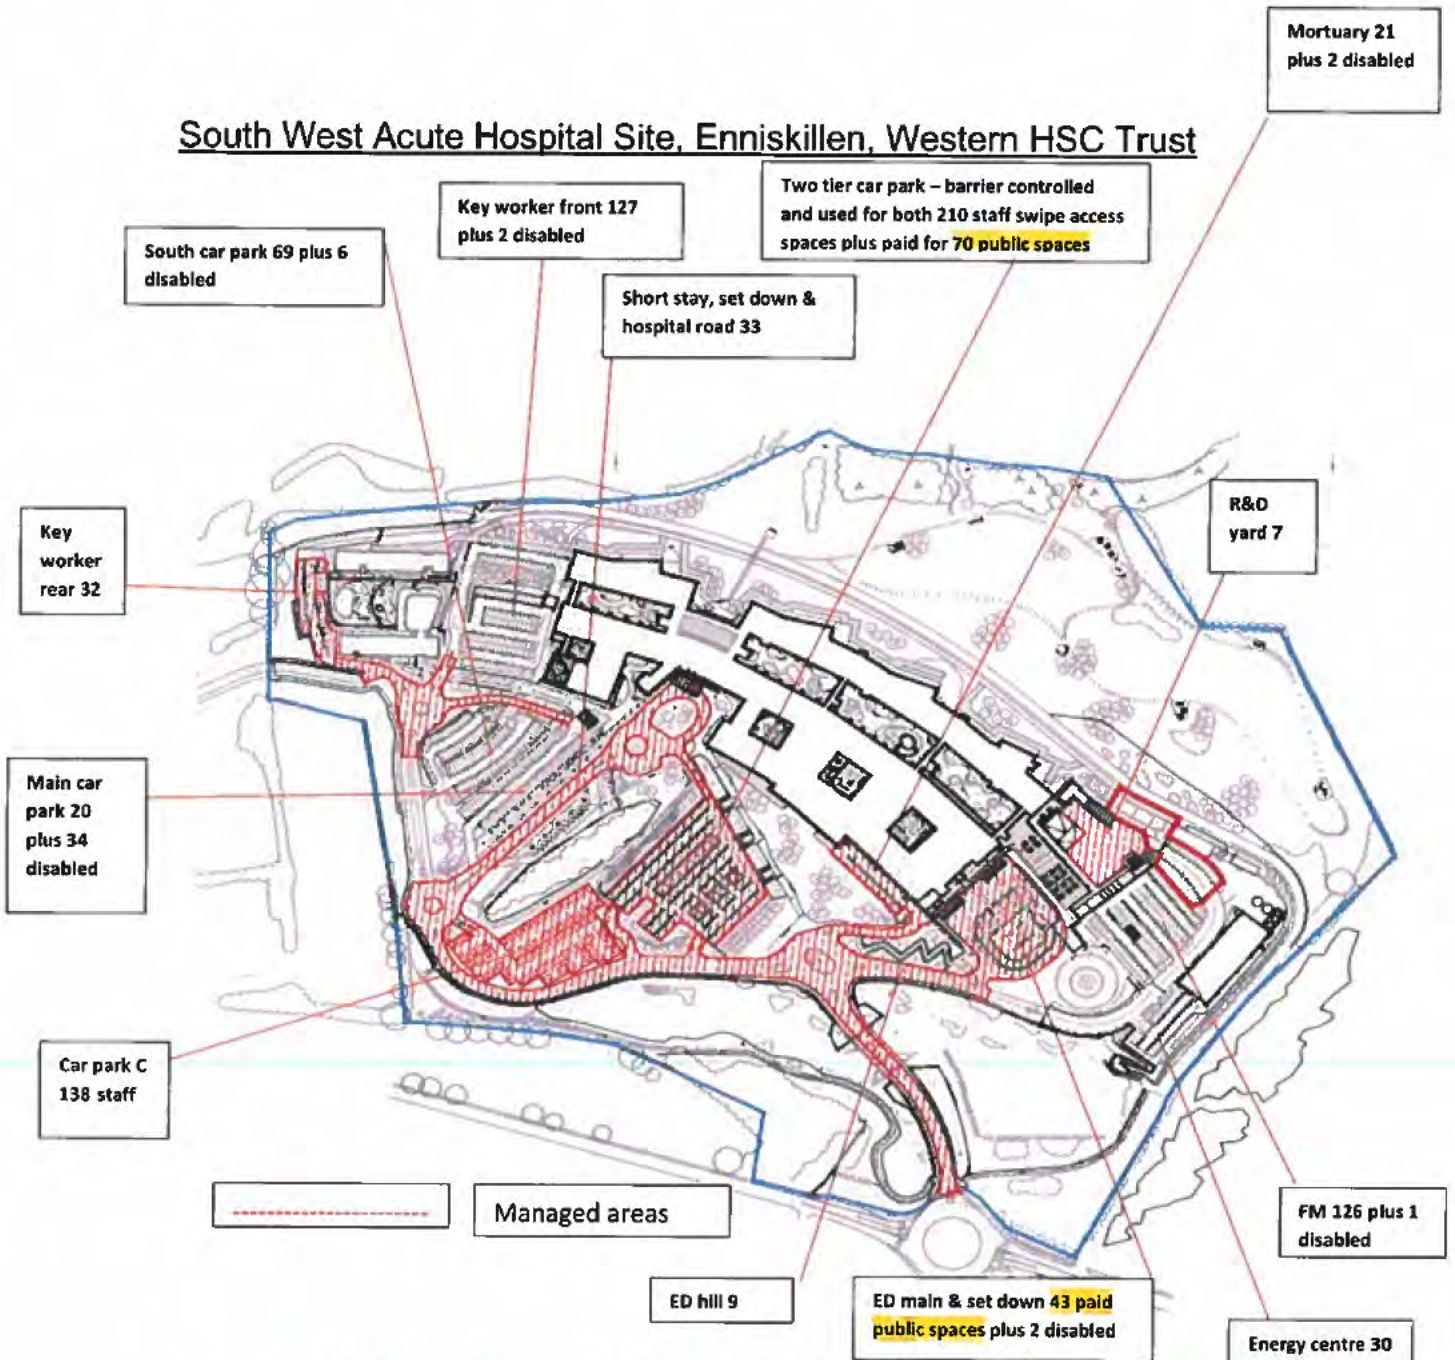 Mortuary 21
plus 2 disabled
South West Acute Hospital Site, Enniskillen, Western HSC Trust
Two tier car park – barrier controlled
and used for both 210 staff swipe access
spaces plus paid for 70 public spaces
Key worker front 127
plus 2 disabled
South car park 69 plus 6
disabled
Short stay, set down &
hospital road 33
Key
worker
rear 32
R&D
yard 7
Main car
park 20
plus 34
disabled
Car park C
138 staff
Managed areas
FM 126 plus 1
disabled
ED hill 9
ED main & set down 43 paid
public spaces plus 2 disabled
Energy centre 30